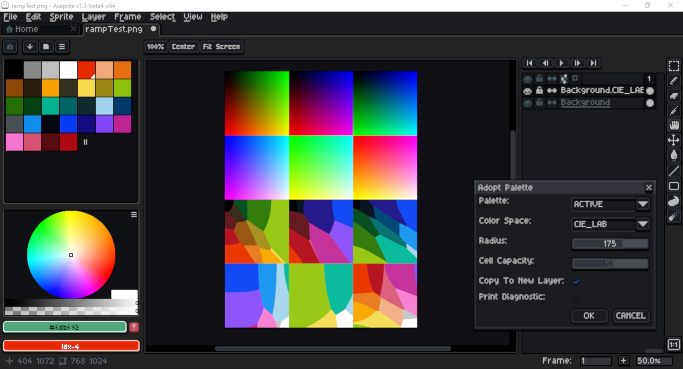 rampTest.png - Aseprite v1.3-beta4-x64
File Edit Sprite Layer Frame Select View Help
Home
rampTest.png
100% Center Fit Screen
1
Background.CIE_LAB
Background
Adopt Palette
Palette: ACTIVE
Color Space: CIE_LAB
Radius: 175
Cell Capacity:
Copy To New Layer:
Print Diagnostic:
OK CANCEL
Idx-4
404 1072 768 1024
Frame: 1 50.0%
1:1